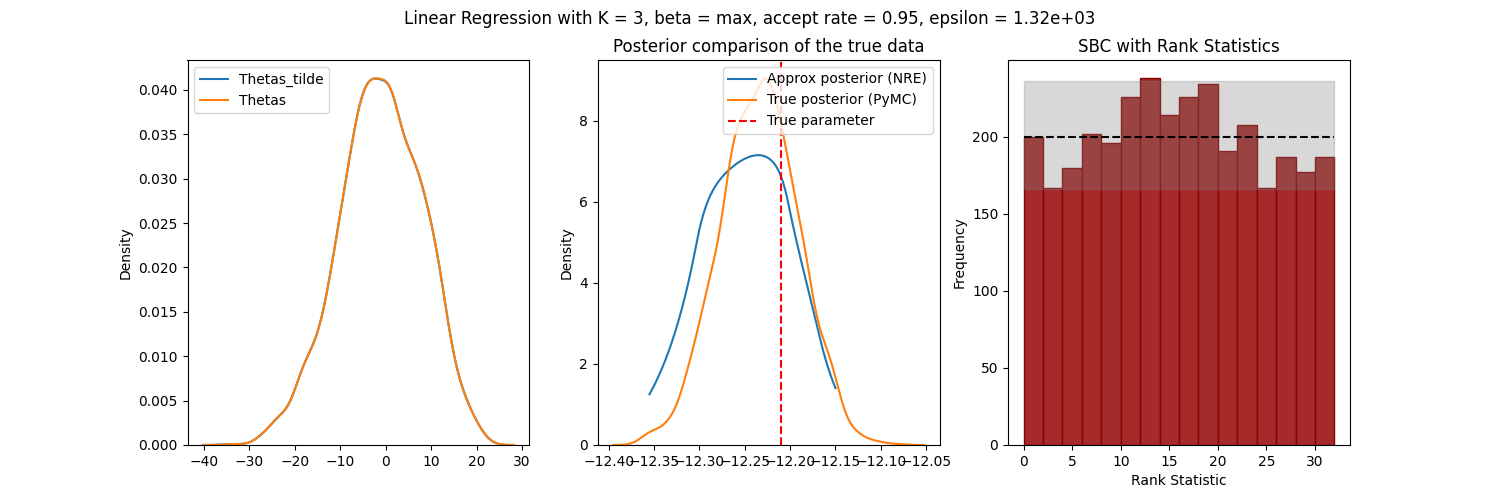 Linear Regression with K = 3, beta = max, accept rate = 0.95, epsilon = 1.32e+03
Density
0.040
0.035
0.030
0.025
0.020
0.015
0.010
0.005
0.000
Thetas_tilde
Thetas
−40 −30 −20 −10 0 10 20 30
Posterior comparison of the true data
Density
8
6
4
2
0
Approx posterior (NRE)
True posterior (PyMC)
True parameter
−12.40 −12.35 −12.30 −12.25 −12.20 −12.15 −12.10 −12.05
SBC with Rank Statistics
Frequency
200
150
100
50
0
0 5 10 15 20 25 30
Rank Statistic